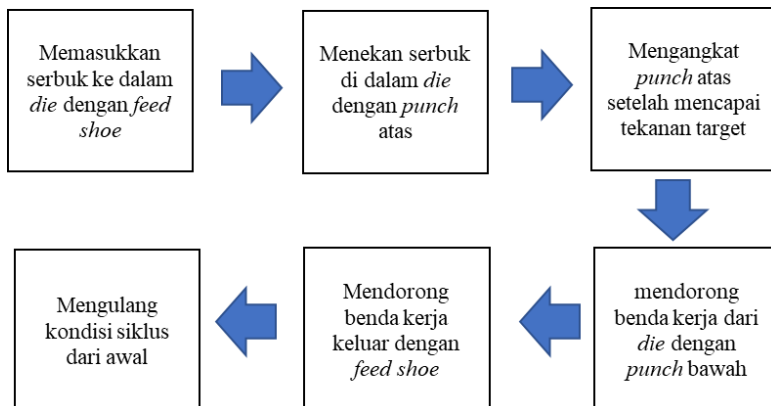 Memasukkan
serbuk ke dalam
die dengan feed
shoe
Menekan serbuk
di dalam die
dengan punch
atas
Mengangkat
punch atas
setelah mencapai
tekanan target
mendorong
benda kerja dari
die dengan
punch bawah
Mendorong
benda kerja
keluar dengan
feed shoe
Mengulang
kondisi siklus
dari awal